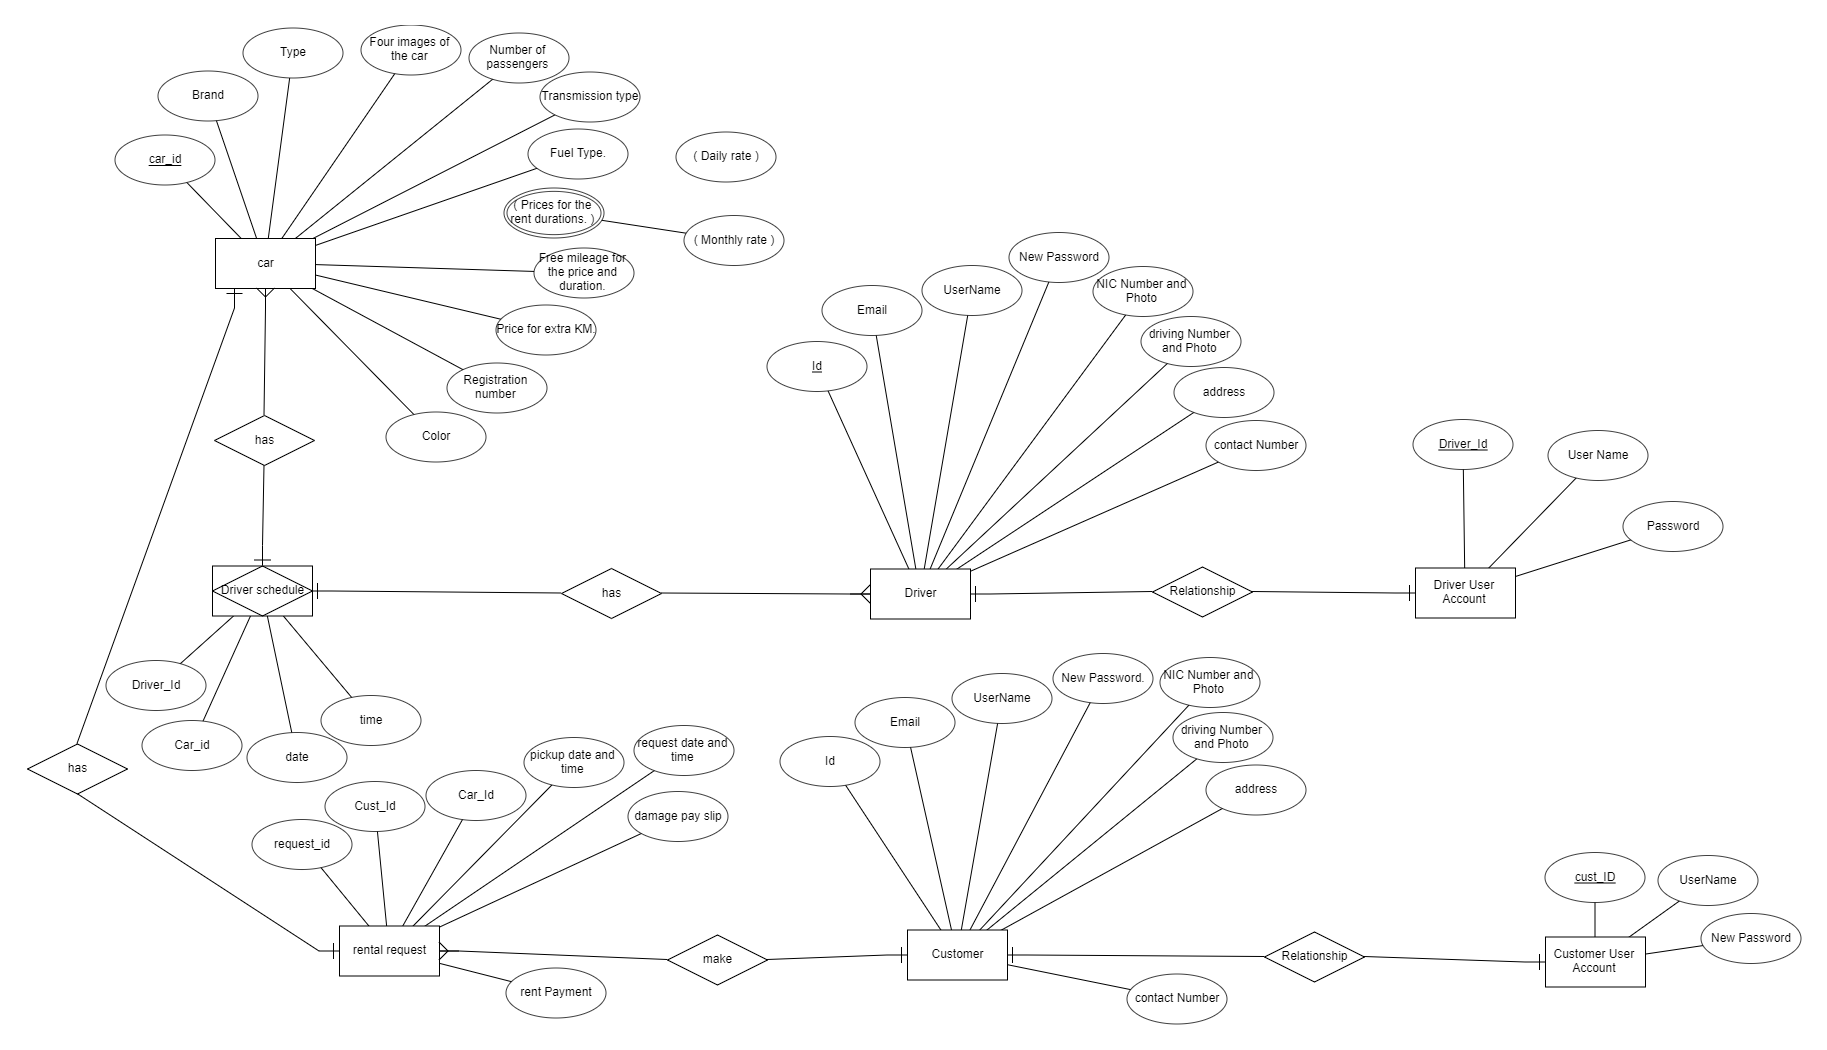 Type
Four images of
the car
Number of
passengers
Brand
Transmission type
car_id
Fuel Type.
( Daily rate )
( Prices for the
rent durations. )
( Monthly rate )
car
Free mileage for
the price and
duration.
Price for extra KM.
Registration
number
Color
has
New Password
NIC Number and
Photo
UserName
Email
driving Number
and Photo
Id
address
contact Number
Driver_Id
User Name
Password
Driver schedule
has
Driver
Relationship
Driver User
Account
Driver_Id
Car_id
date
time
has
pickup date and
time
request date and
time
Cust_Id
Car_Id
damage pay slip
request_id
rental request
rent Payment
make
Id
Email
UserName
New Password.
NIC Number and
Photo
driving Number
and Photo
address
Customer
contact Number
Relationship
cust_ID
UserName
New Password
Customer User
Account